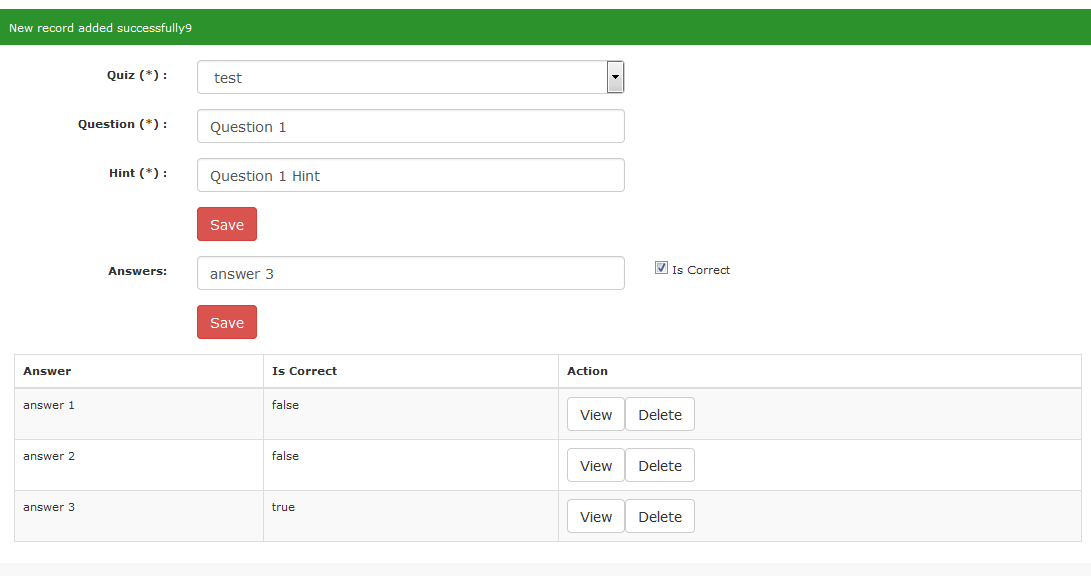 New record added successfully9
Quiz (*) : test
Question (*) : Question 1
Hint (*) : Question 1 Hint
Save
Answers: answer 3 Is Correct
Save
Answer Is Correct Action
answer 1 false View Delete
answer 2 false View Delete
answer 3 true View Delete